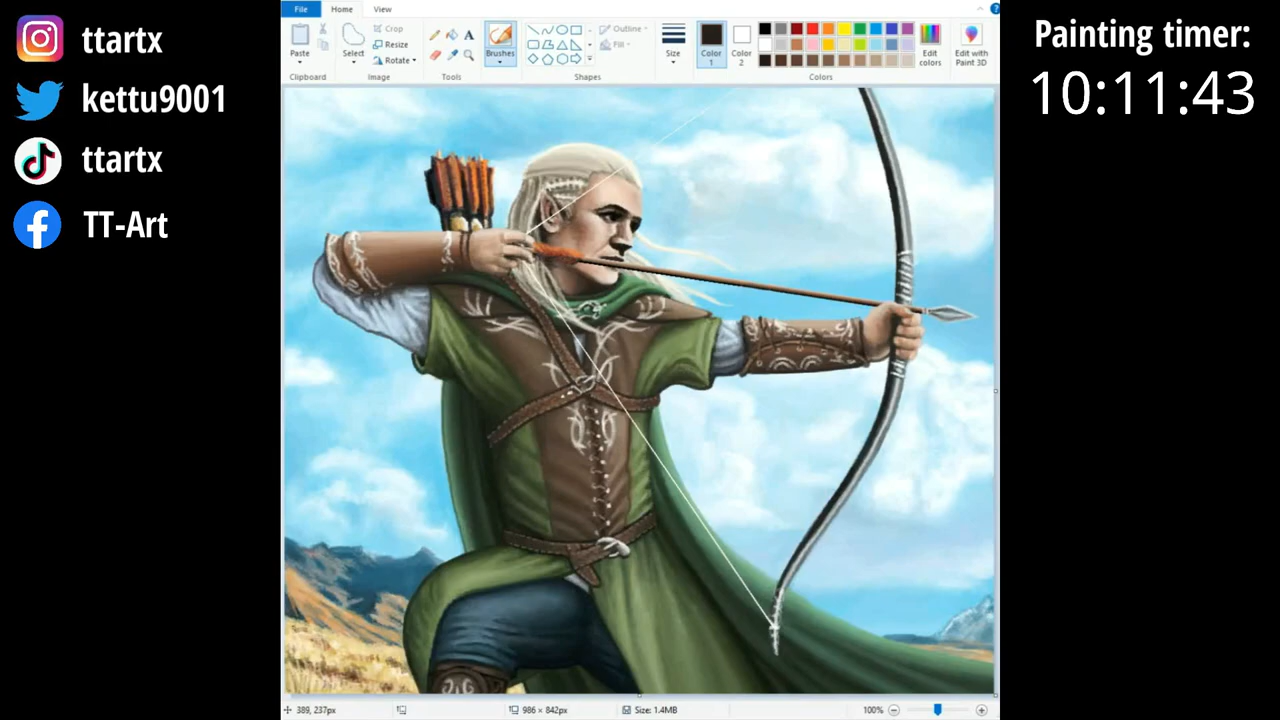 ttartx
kettu9001
ttartx
TT-Art
File
Home
View
Paste
Clipboard
Select
Crop
Resize
Rotate
Image
A
Tools
Brushes
Outline
Fill
Shapes
Size
Color
1
Color
2
Edit
colors
Colors
Edit with
Paint 3D
Painting timer:
10:11:43
389, 237px
986 × 842px
Size: 1.4MB
100%